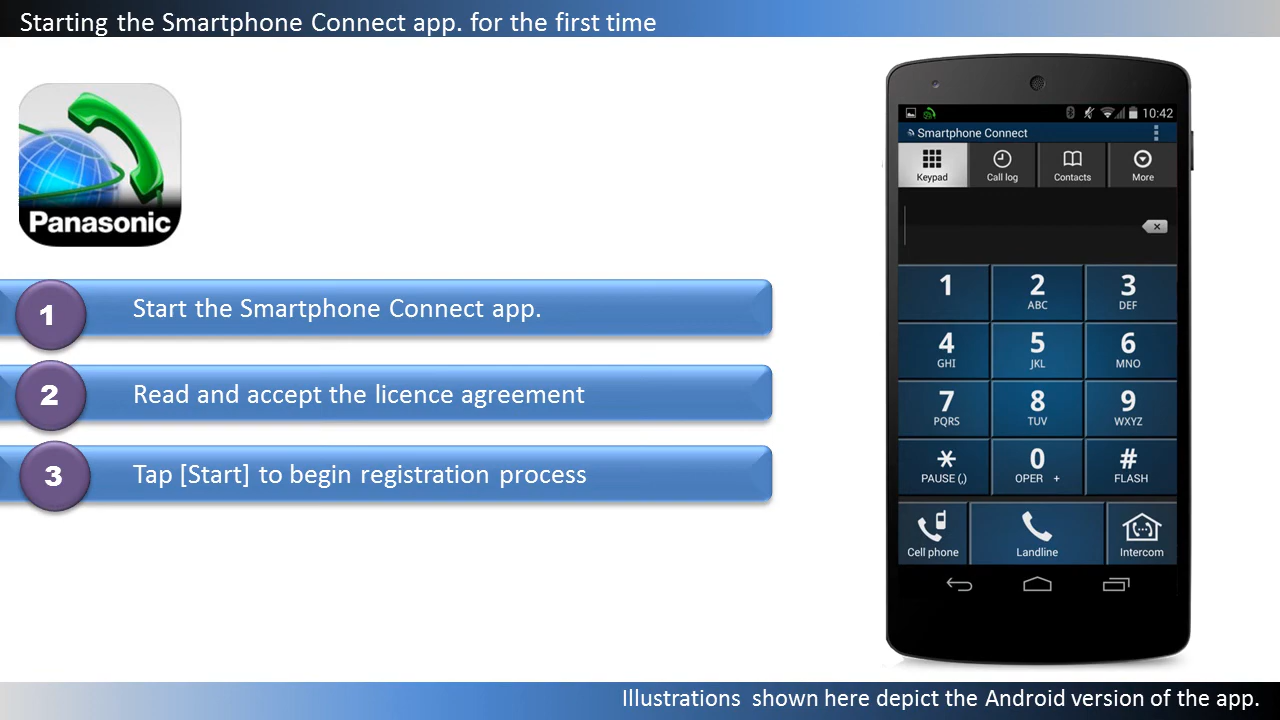 Starting the Smartphone Connect app. for the first time
Panasonic
1 Start the Smartphone Connect app.
2 Read and accept the licence agreement
3 Tap [Start] to begin registration process
10:42
Smartphone Connect
Keypad Call log Contacts More
1 2 3
ABC DEF
4 5 6
GHI JKL MNO
7 8 9
PQRS TUV WXYZ
* 0 #
PAUSE (,) OPER + FLASH
Cell phone Landline Intercom
Illustrations shown here depict the Android version of the app.